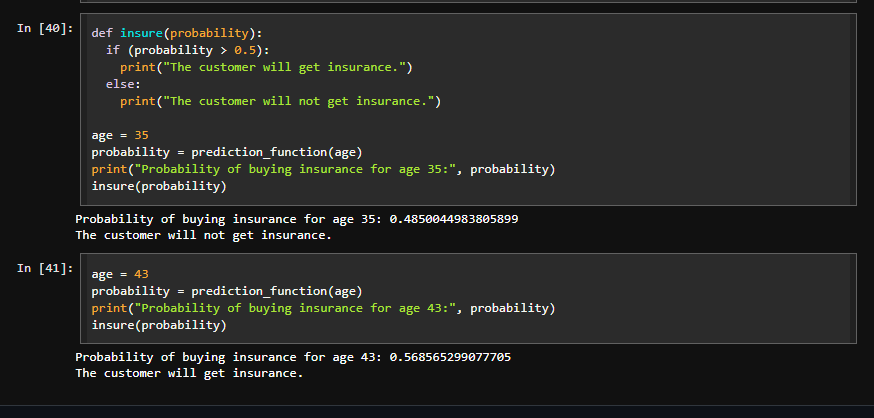 In [40]:
def insure(probability):
  if (probability > 0.5):
    print("The customer will get insurance.")
  else:
    print("The customer will not get insurance.")

age = 35
probability = prediction_function(age)
print("Probability of buying insurance for age 35:", probability)
insure(probability)
Probability of buying insurance for age 35: 0.4850044983805899
The customer will not get insurance.
In [41]:
age = 43
probability = prediction_function(age)
print("Probability of buying insurance for age 43:", probability)
insure(probability)
Probability of buying insurance for age 43: 0.568565299077705
The customer will get insurance.